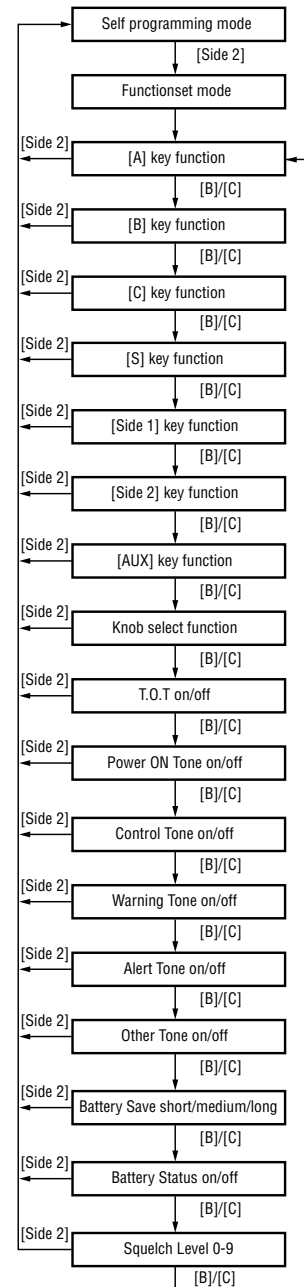 Self programming mode
[Side 2]
Functionset mode
[Side 2]
[A] key function
[B]/[C]
[Side 2]
[B] key function
[B]/[C]
[Side 2]
[C] key function
[B]/[C]
[Side 2]
[S] key function
[B]/[C]
[Side 2]
[Side 1] key function
[B]/[C]
[Side 2]
[Side 2] key function
[B]/[C]
[Side 2]
[AUX] key function
[B]/[C]
[Side 2]
Knob select function
[B]/[C]
[Side 2]
T.O.T on/off
[B]/[C]
[Side 2]
Power ON Tone on/off
[B]/[C]
[Side 2]
Control Tone on/off
[B]/[C]
[Side 2]
Warning Tone on/off
[B]/[C]
[Side 2]
Alert Tone on/off
[B]/[C]
[Side 2]
Other Tone on/off
[B]/[C]
[Side 2]
Battery Save short/medium/long
[B]/[C]
[Side 2]
Battery Status on/off
[B]/[C]
[Side 2]
Squelch Level 0-9
[B]/[C]